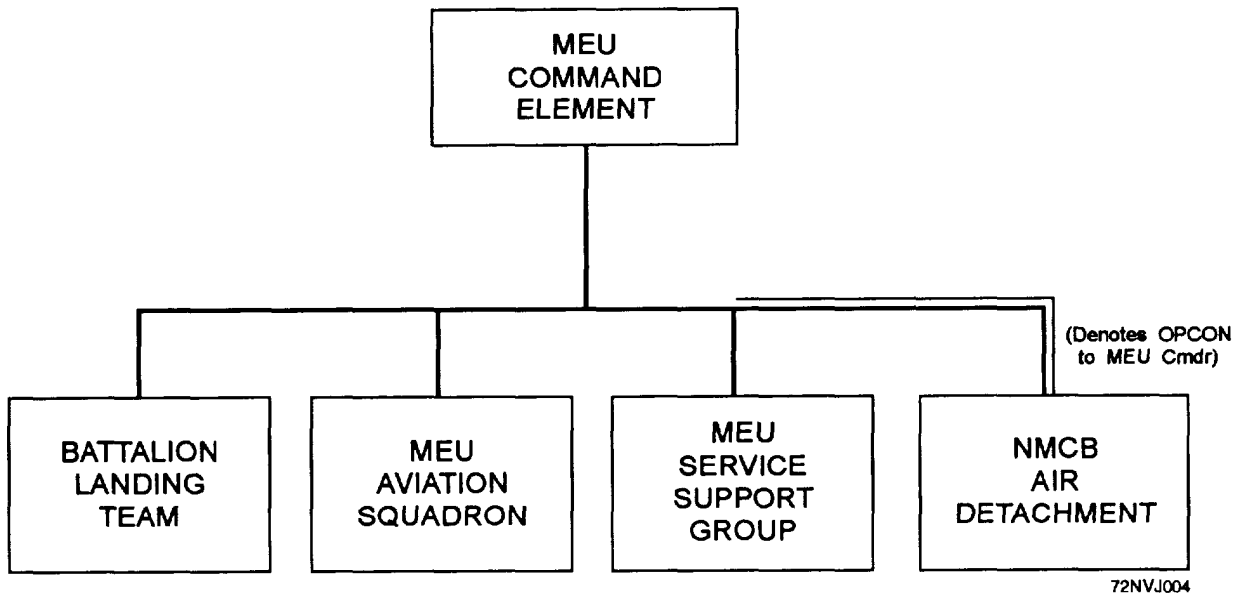 MEU
COMMAND
ELEMENT
(Denotes OPCON
to MEU Cmdr)
BATTALION
LANDING
TEAM
MEU
AVIATION
SQUADRON
MEU
SERVICE
SUPPORT
GROUP
NMCB
AIR
DETACHMENT
72NVJ004